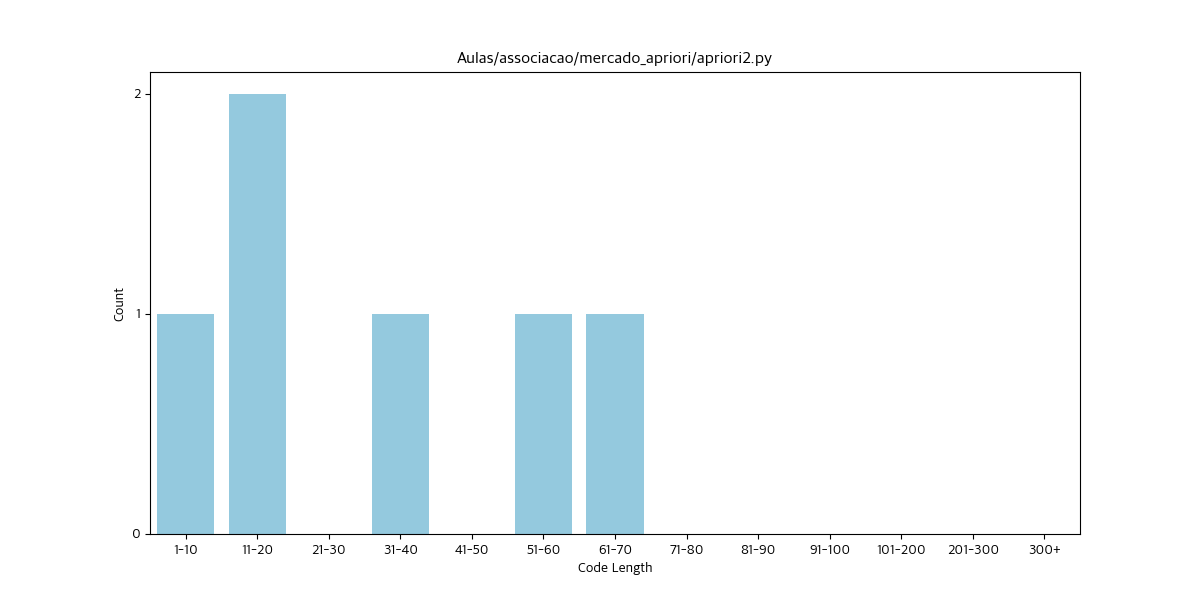 Aulas/associacao/mercado_apriori/apriori2.py
2
1
0
Count
1-10 11-20 21-30 31-40 41-50 51-60 61-70 71-80 81-90 91-100 101-200 201-300 300+
Code Length